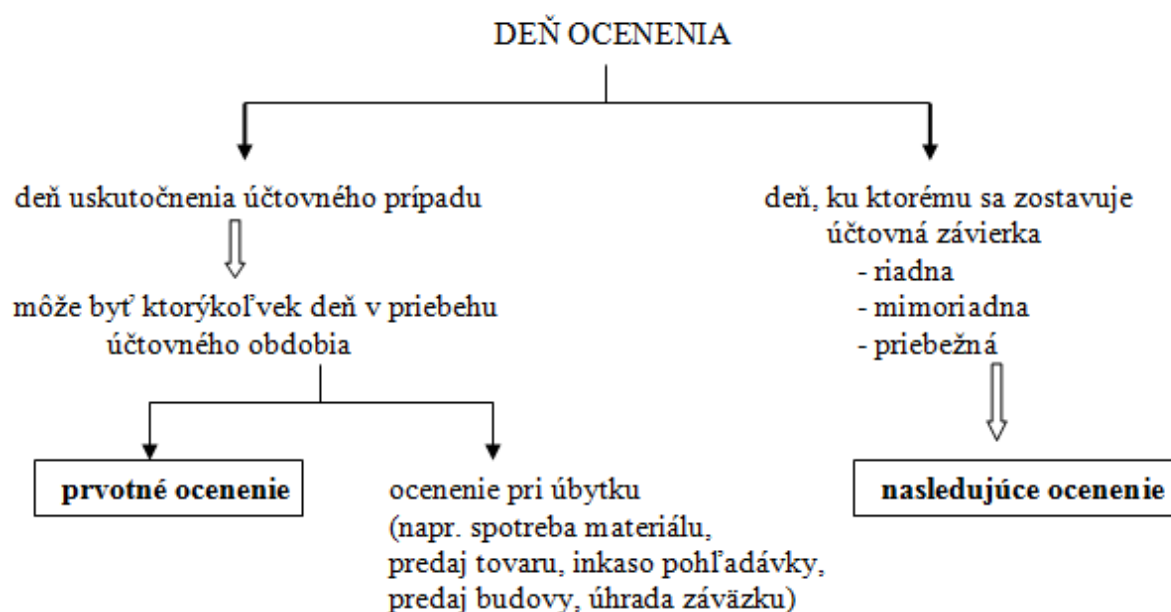 DEŇ OCENENIA
deň uskutočnenia účtovného prípadu
môže byť ktorýkoľvek deň v priebehu
účtovného obdobia
deň, ku ktorému sa zostavuje
účtovná závierka
- riadna
- mimoriadna
- priebežná
prvotné ocenenie
ocenenie pri úbytku
(napr. spotreba materiálu,
predaj tovaru, inkaso pohľadávky,
predaj budovy, úhrada záväzku)
nasledujúce ocenenie